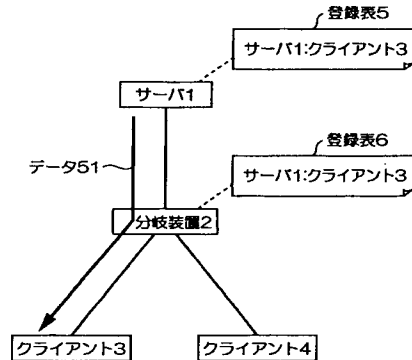 登録表5
サーバ1:クライアント3
サーバ1
登録表6
データ51
サーバ1:クライアント3
分岐装置2
クライアント3
クライアント4